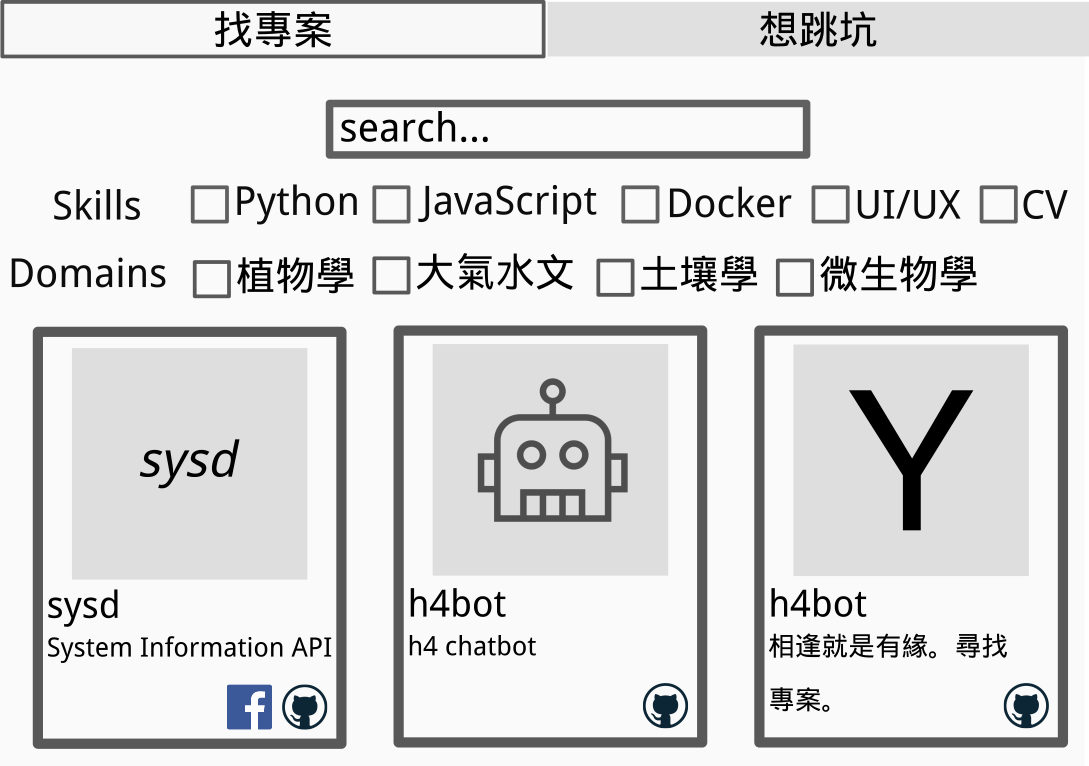 找專案 想跳坑
search...
Skills Python JavaScript Docker UI/UX CV
Domains 植物學 大氣水文 土壤學 微生物學
sysd
sysd
System Information API
h4bot
h4 chatbot
Y
h4bot
相逢就是有緣。尋找
專案。